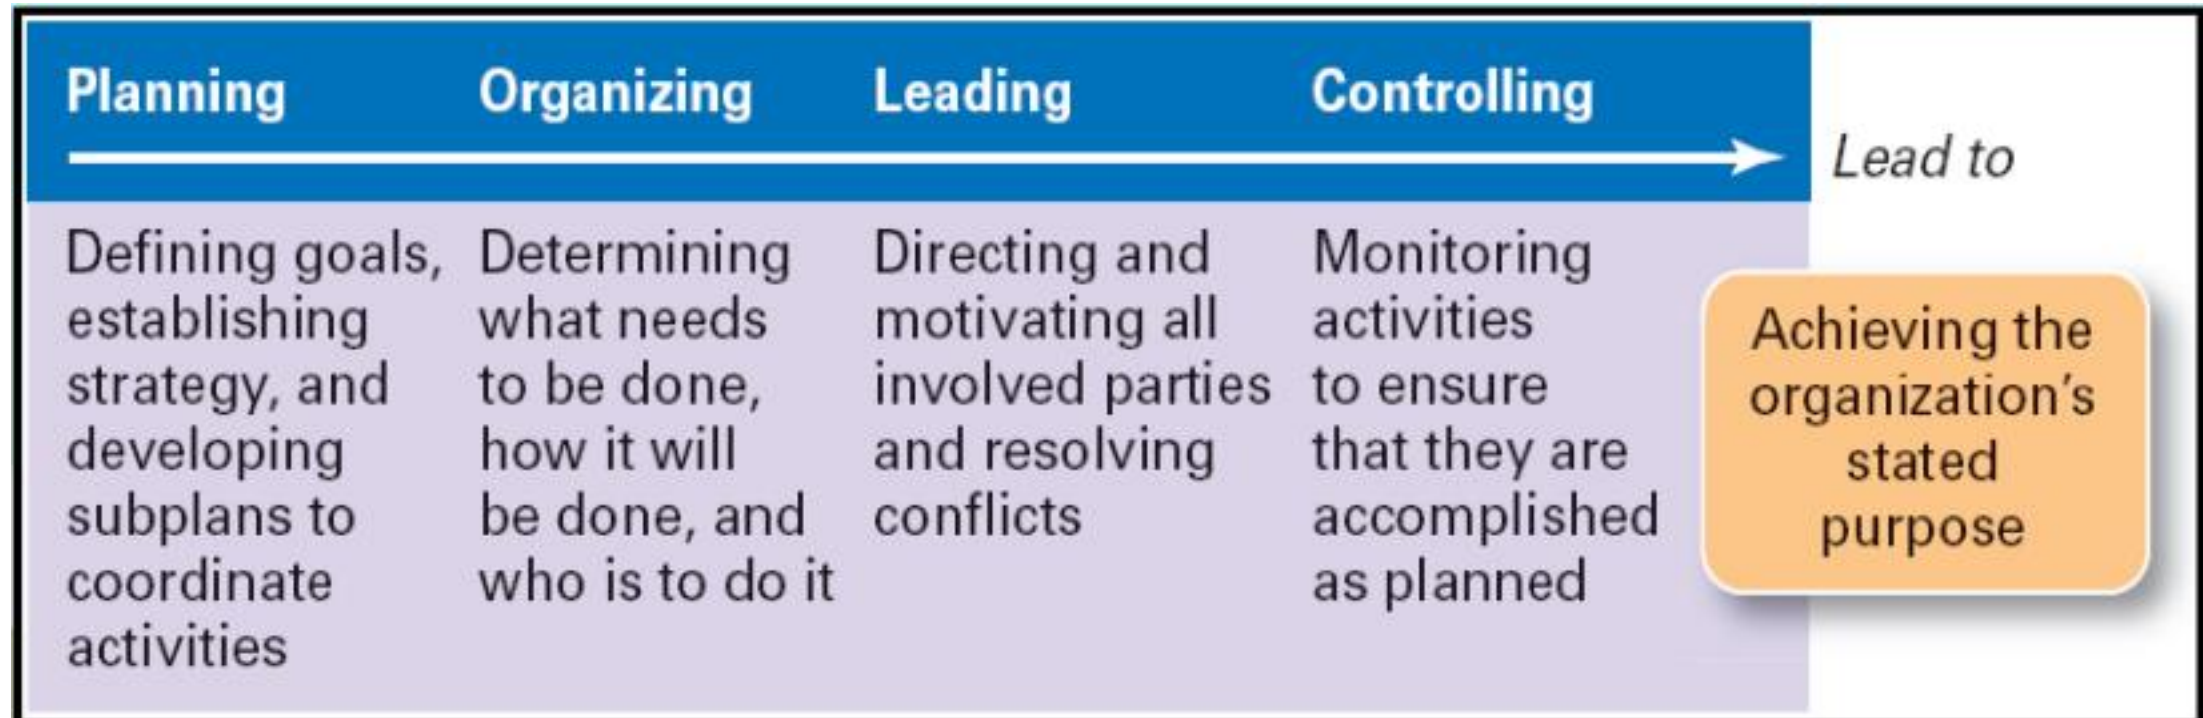 Planning
Organizing
Leading
Controlling
Lead to
Defining goals,
establishing
strategy, and
developing
subplans to
coordinate
activities
Determining
what needs
to be done,
how it will
be done, and
who is to do it
Directing and
motivating all
involved parties
and resolving
conflicts
Monitoring
activities
to ensure
that they are
accomplished
as planned
Achieving the
organization's
stated
purpose